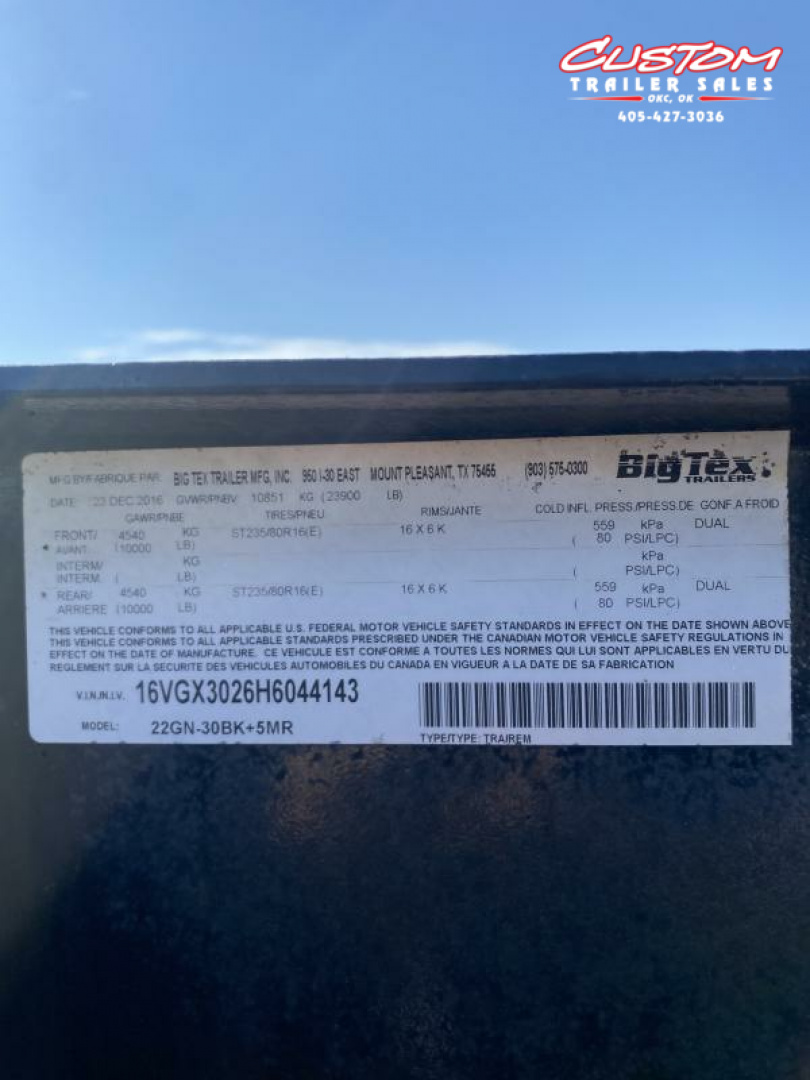 CUSTOM
TRAILER SALES
OKC, OK
405-427-3036
MFG BY/FABRIQUE PAR: BIG TEX TRAILER MFG, INC. 950 I-30 EAST MOUNT PLEASANT, TX 75455 (903) 575-0300 Big Tex
TRAILERS
DATE: 23 DEC 2016 GVWR/PNBV 10851 KG (23900 LB)
GAWR/PNBE TIRES/PNEU RIMS/JANTE COLD INFL. PRESS./PRESS.DE GONF.A FROID
FRONT/ 4540 KG ST235/80R16(E) 16 X 6 K 559 kPa DUAL
AVANT (10000 LB) ( 80 PSI/LPC)
INTERM/ KG kPa
INTERM. ( LB) ( PSI/LPC)
REAR/ 4540 KG ST235/80R16(E) 16 X 6 K 559 kPa DUAL
ARRIERE (10000 LB) ( 80 PSI/LPC)
THIS VEHICLE CONFORMS TO ALL APPLICABLE U.S. FEDERAL MOTOR VEHICLE SAFETY STANDARDS IN EFFECT ON THE DATE SHOWN ABOVE
THIS VEHICLE CONFORMS TO ALL APPLICABLE STANDARDS PRESCRIBED UNDER THE CANADIAN MOTOR VEHICLE SAFETY REGULATIONS IN
EFFECT ON THE DATE OF MANUFACTURE. CE VEHICULE EST CONFORME A TOUTES LES NORMES QUI LUI SONT APPLICABLES EN VERTU DU
REGLEMENT SUR LA SECURITE DES VEHICULES AUTOMOBILES DU CANADA EN VIGUEUR A LA DATE DE SA FABRICATION
V.I.N./N.I.V. 16VGX3026H6044143
MODEL: 22GN-30BK+5MR
TYPE/TYPE: TRA/REM